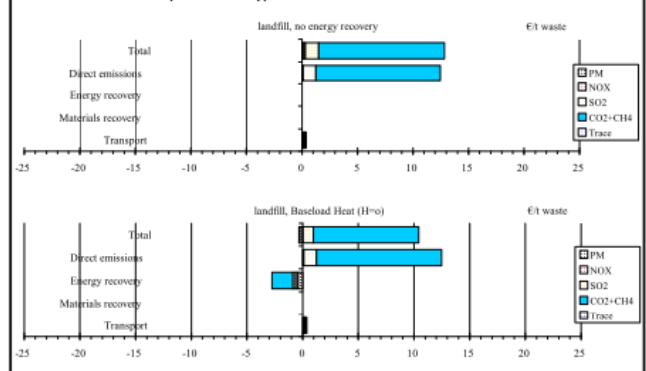 landfill, no energy recovery €/t waste
Total
Direct emissions
Energy recovery
Materials recovery
Transport
PM
NOX
SO2
CO2+CH4
Trace
-25 -20 -15 -10 -5 0 5 10 15 20 25
landfill, Baseload Heat (H=o) €/t waste
Total
Direct emissions
Energy recovery
Materials recovery
Transport
PM
NOX
SO2
CO2+CH4
Trace
-25 -20 -15 -10 -5 0 5 10 15 20 25